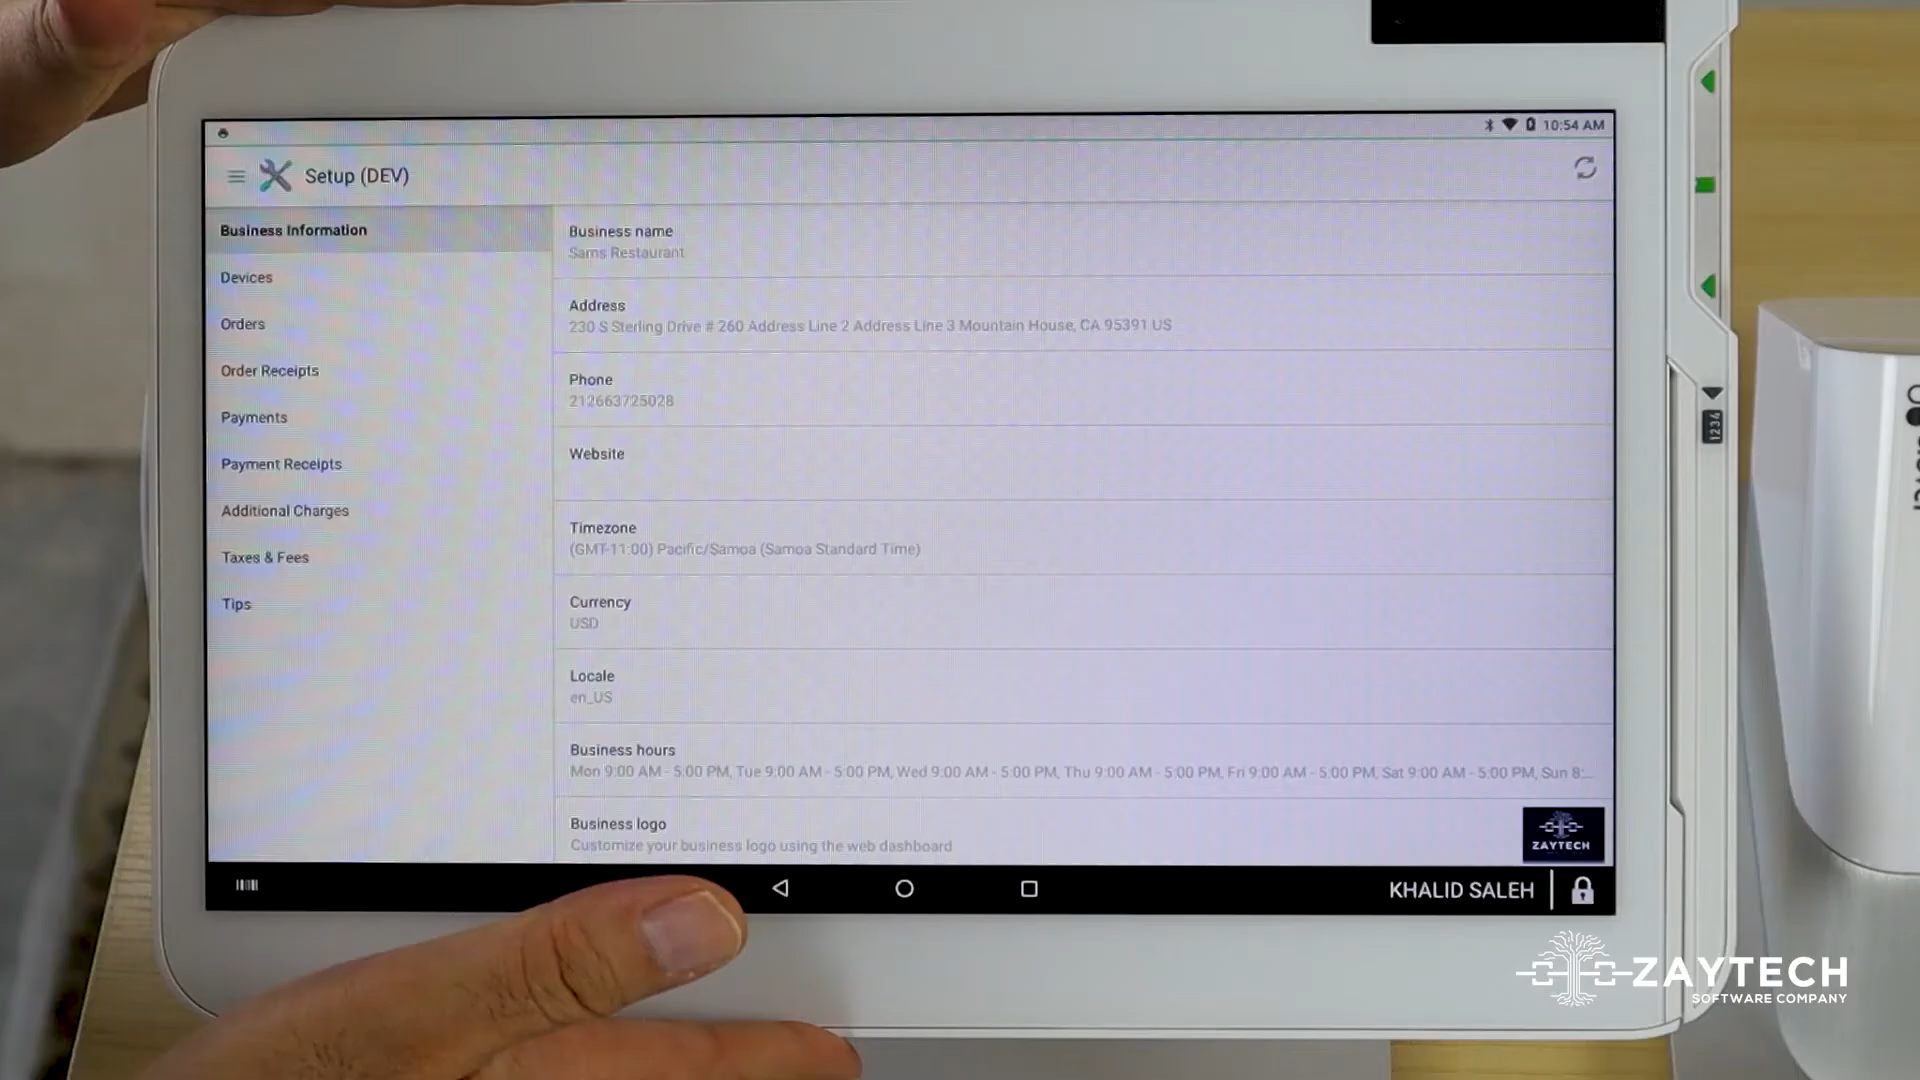 10:54 AM
Setup (DEV)
Business Information
Devices
Orders
Order Receipts
Payments
Payment Receipts
Additional Charges
Taxes & Fees
Tips
Business name
Sams Restaurant
Address
230 S Sterling Drive # 260 Address Line 2 Address Line 3 Mountain House, CA 95391 US
Phone
212663725028
Website
Timezone
(GMT-11:00) Pacific/Samoa (Samoa Standard Time)
Currency
USD
Locale
en_US
Business hours
Mon 9:00 AM - 5:00 PM, Tue 9:00 AM - 5:00 PM, Wed 9:00 AM - 5:00 PM, Thu 9:00 AM - 5:00 PM, Fri 9:00 AM - 5:00 PM, Sat 9:00 AM - 5:00 PM, Sun 8:...
Business logo
Customize your business logo using the web dashboard
ZAYTECH
KHALID SALEH
1234
ZAYTECH
SOFTWARE COMPANY